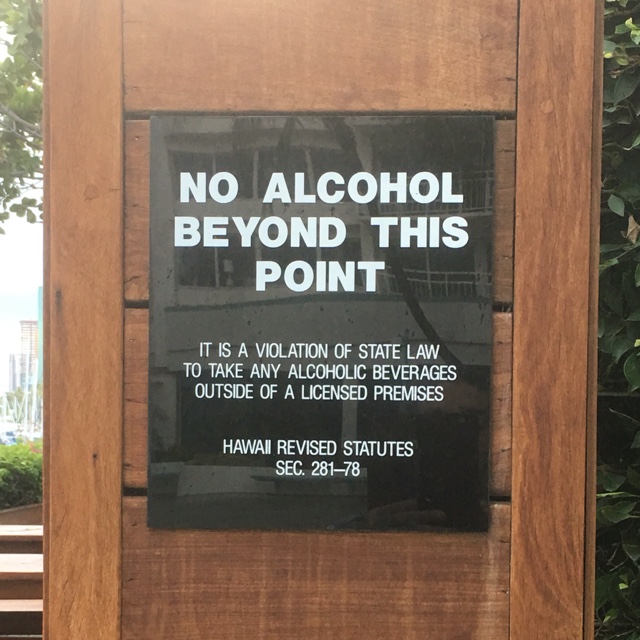 NO ALCOHOL
BEYOND THIS
POINT
IT IS A VIOLATION OF STATE LAW
TO TAKE ANY ALCOHOLIC BEVERAGES
OUTSIDE OF A LICENSED PREMISES
HAWAII REVISED STATUTES
SEC. 281–78